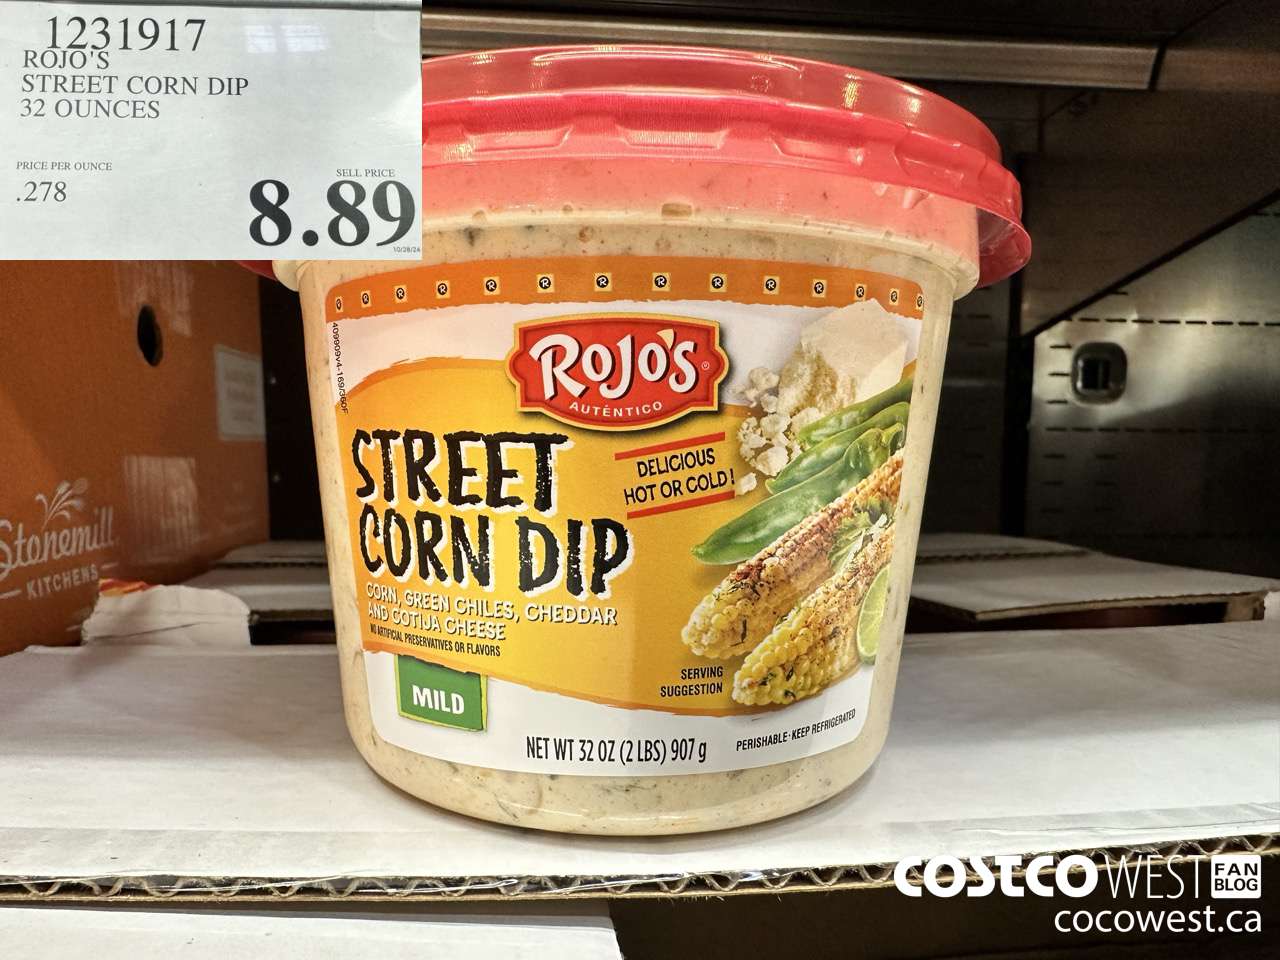 1231917
ROJO'S
STREET CORN DIP
32 OUNCES
PRICE PER OUNCE
.278
SELL PRICE
8.89
10/28/24
ROJO'S®
AUTÉNTICO
STREET
CORN DIP
DELICIOUS
HOT OR COLD!
CORN, GREEN CHILES, CHEDDAR
AND COTIJA CHEESE
NO ARTIFICIAL PRESERVATIVES OR FLAVORS
MILD
SERVING
SUGGESTION
NET WT 32 OZ (2 LBS) 907 g
PERISHABLE · KEEP REFRIGERATED
Stonemill
KITCHENS
COSTCO WEST FAN BLOG
cocowest.ca